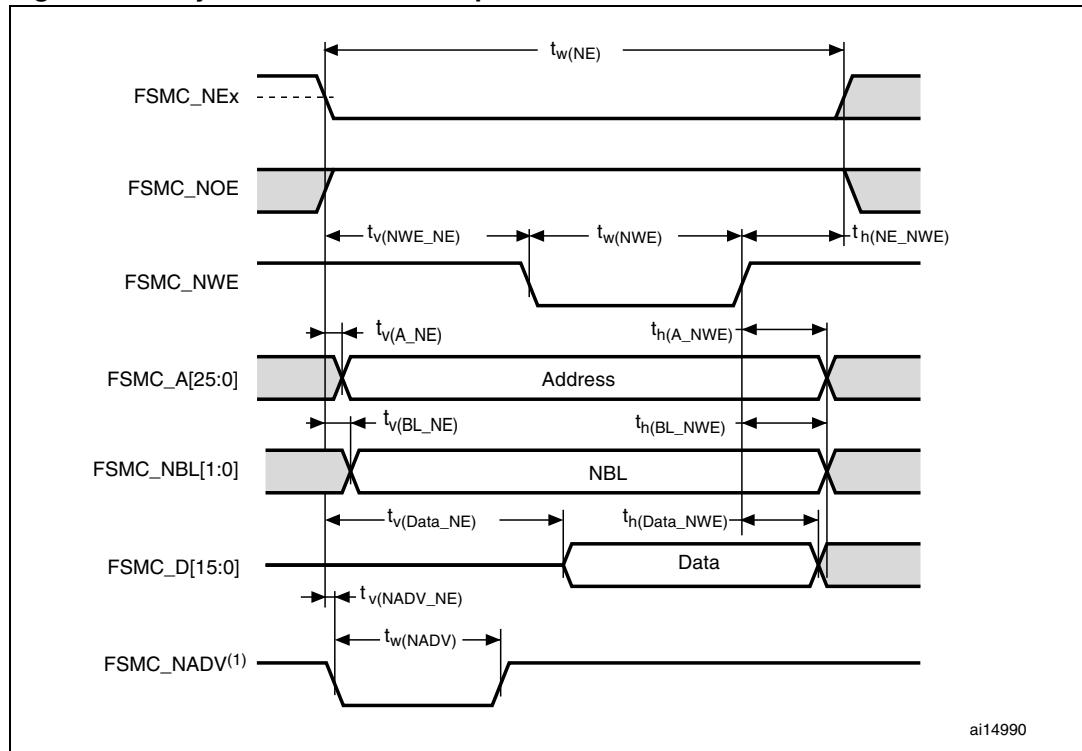 tw(NE)
FSMC_NEx
FSMC_NOE
tv(NWE_NE)
tw(NWE)
th(NE_NWE)
FSMC_NWE
tv(A_NE)
th(A_NWE)
FSMC_A[25:0]
Address
tv(BL_NE)
th(BL_NWE)
FSMC_NBL[1:0]
NBL
tv(Data_NE)
th(Data_NWE)
FSMC_D[15:0]
Data
tv(NADV_NE)
tw(NADV)
FSMC_NADV(1)
ai14990